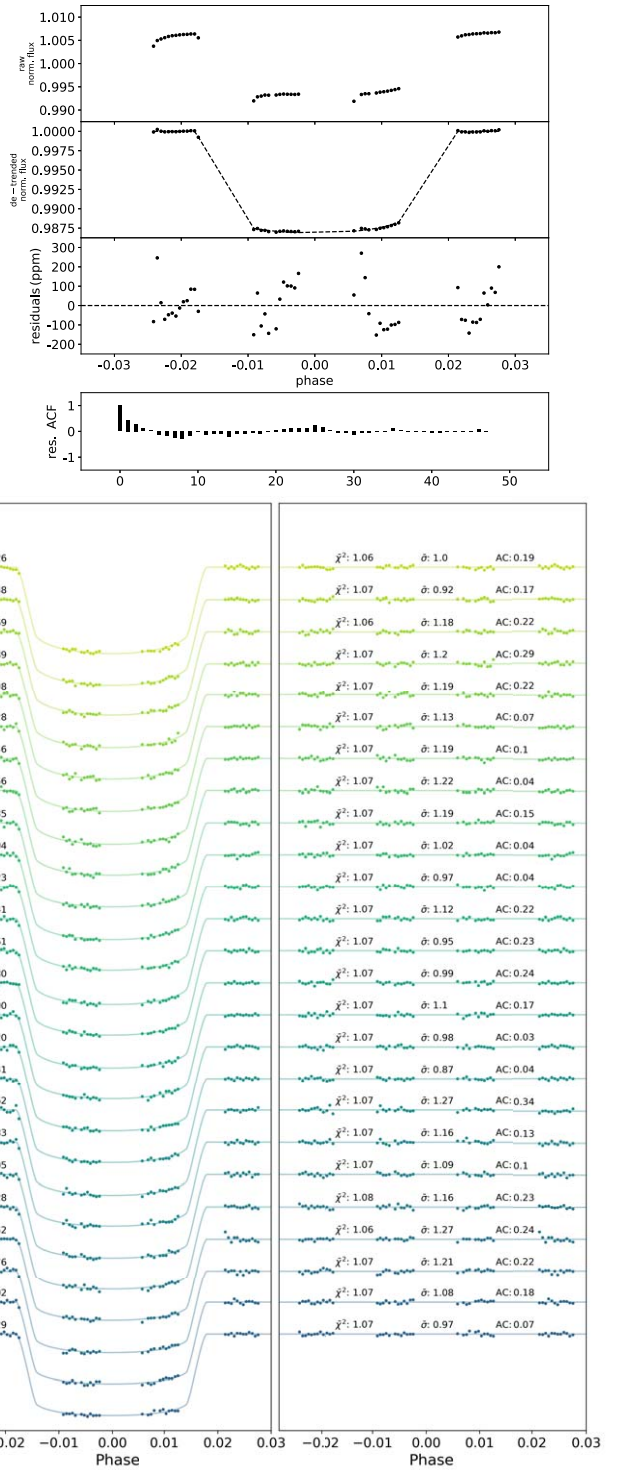 1.010
1.005
1.000
0.995
0.990
raw
norm. flux
1.0000
0.9975
0.9950
0.9925
0.9900
0.9875
de−trended
norm. flux
300
200
100
0
-100
-200
residuals (ppm)
-0.03 -0.02 -0.01 0.00 0.01 0.02 0.03
phase
1
0
-1
res. ACF
0 10 20 30 40 50
26 χ̄²: 1.06 σ̄: 1.0 AC: 0.19
38 χ̄²: 1.07 σ̄: 0.92 AC: 0.17
χ̄²: 1.06 σ̄: 1.18 AC: 0.22
χ̄²: 1.07 σ̄: 1.2 AC: 0.29
χ̄²: 1.07 σ̄: 1.19 AC: 0.22
28 χ̄²: 1.07 σ̄: 1.13 AC: 0.07
χ̄²: 1.07 σ̄: 1.19 AC: 0.1
χ̄²: 1.07 σ̄: 1.22 AC: 0.04
χ̄²: 1.07 σ̄: 1.19 AC: 0.15
χ̄²: 1.07 σ̄: 1.02 AC: 0.04
χ̄²: 1.07 σ̄: 0.97 AC: 0.04
χ̄²: 1.07 σ̄: 1.12 AC: 0.22
χ̄²: 1.07 σ̄: 0.95 AC: 0.23
χ̄²: 1.07 σ̄: 0.99 AC: 0.24
χ̄²: 1.07 σ̄: 1.1 AC: 0.17
χ̄²: 1.07 σ̄: 0.98 AC: 0.03
χ̄²: 1.07 σ̄: 0.87 AC: 0.04
χ̄²: 1.07 σ̄: 1.27 AC: 0.34
χ̄²: 1.07 σ̄: 1.16 AC: 0.13
χ̄²: 1.07 σ̄: 1.09 AC: 0.1
28 χ̄²: 1.08 σ̄: 1.16 AC: 0.23
χ̄²: 1.06 σ̄: 1.27 AC: 0.24
χ̄²: 1.07 σ̄: 1.21 AC: 0.22
χ̄²: 1.07 σ̄: 1.08 AC: 0.18
29 χ̄²: 1.07 σ̄: 0.97 AC: 0.07
0.02 −0.01 0.00 0.01 0.02 0.03 −0.02 −0.01 0.00 0.01 0.02 0.03
Phase Phase